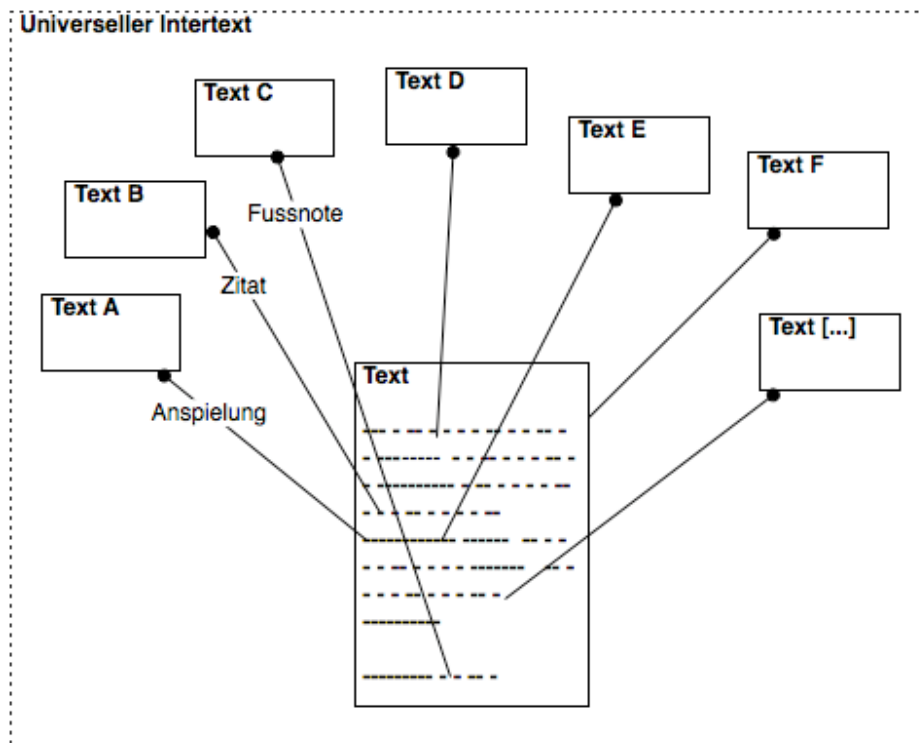 Universeller Intertext
Text C
Text D
Text E
Text F
Text B
Fussnote
Zitat
Text A
Text [...]
Anspielung
Text